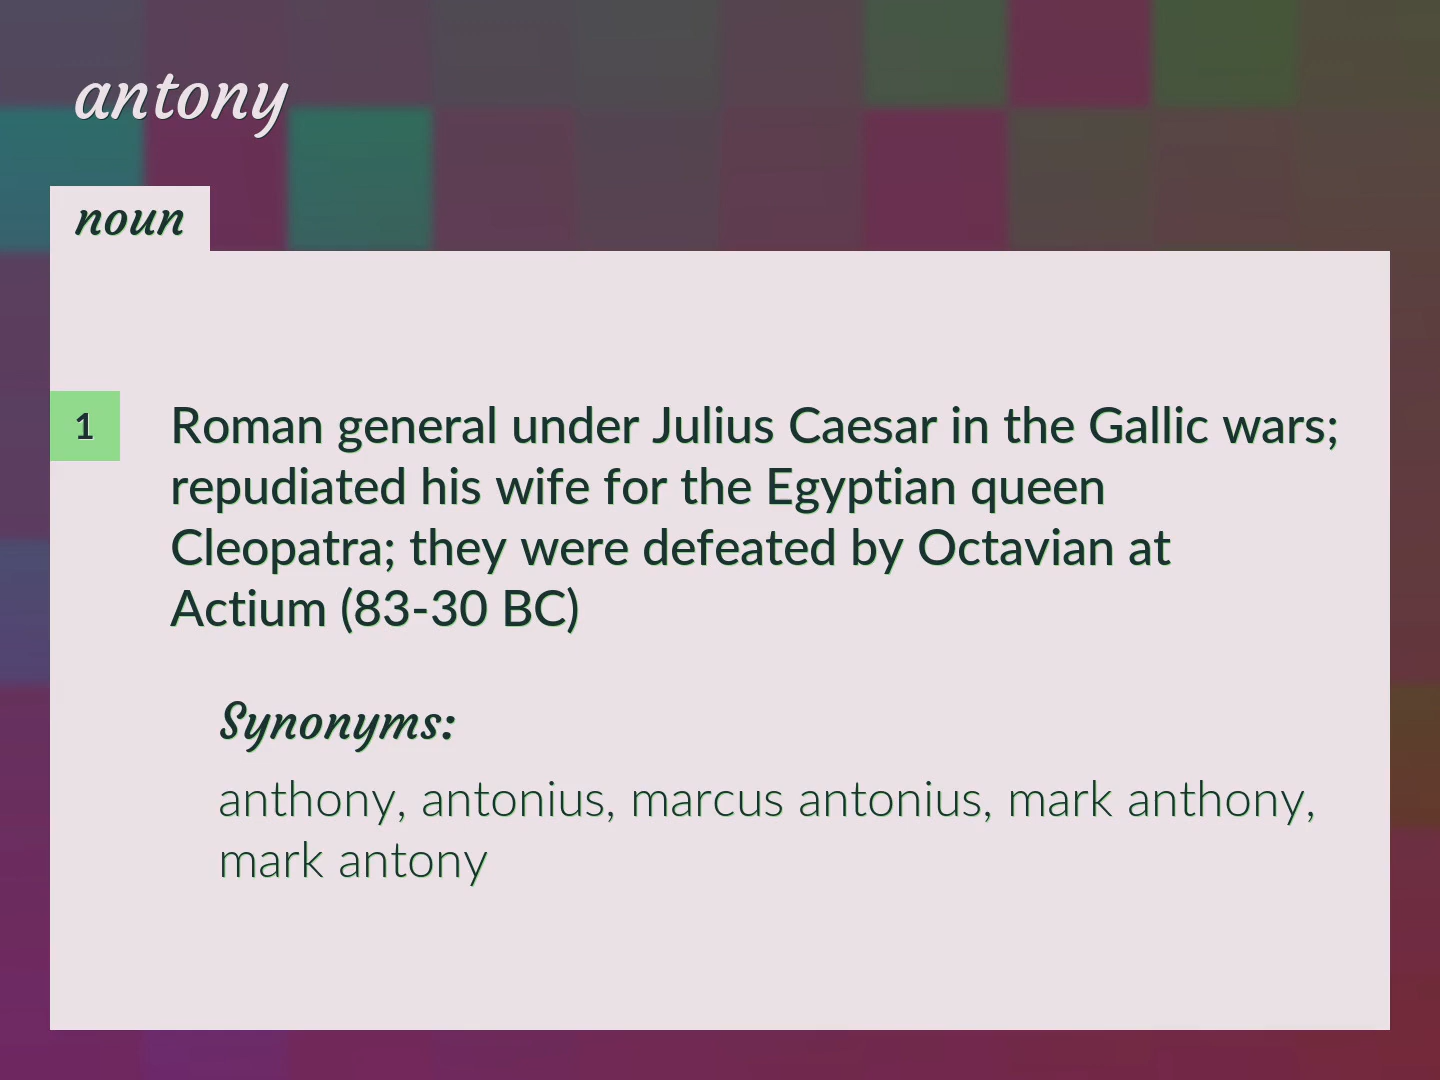 antony
noun
1
Roman general under Julius Caesar in the Gallic wars;
repudiated his wife for the Egyptian queen
Cleopatra; they were defeated by Octavian at
Actium (83-30 BC)
Synonyms:
anthony, antonius, marcus antonius, mark anthony,
mark antony